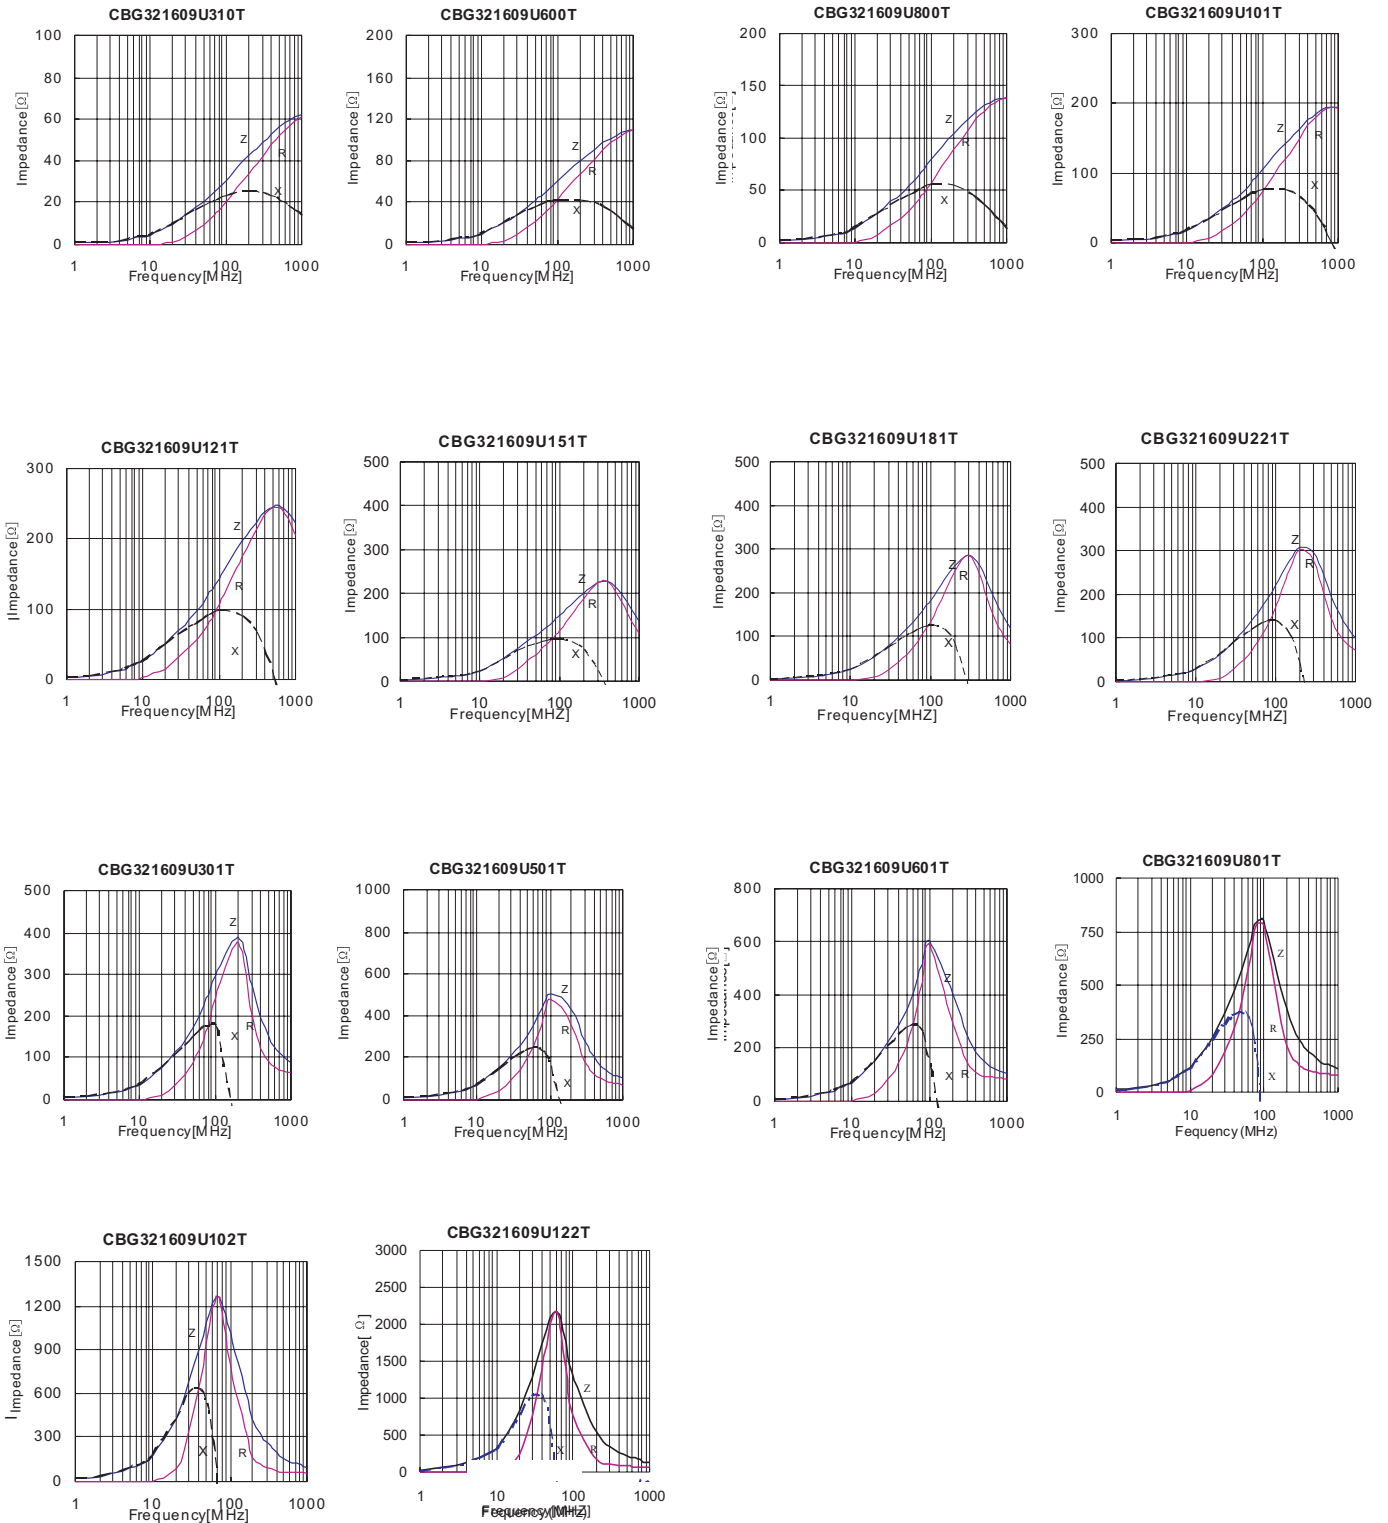 CBG321609U310T
CBG321609U600T
CBG321609U800T
CBG321609U101T
100
80
60
40
20
0
Impedance[Ω]
Z
R
X
1 10 100 1000
Frequency[MHz]
200
160
120
80
40
0
Impedance[Ω]
Z
R
X
1 10 100 1000
Frequency[MHz]
200
150
100
50
0
Impedance[Ω]
Z
R
X
1 10 100 1000
Frequency[MHz]
300
200
100
0
Impedance[Ω]
Z
R
X
1 10 100 1000
Frequency[MHz]
CBG321609U121T
CBG321609U151T
CBG321609U181T
CBG321609U221T
300
200
100
0
Impedance[Ω]
Z
R
X
1 10 100 1000
Frequency[MHZ]
500
400
300
200
100
0
Impedance[Ω]
Z
R
X
1 10 100 1000
Frequency[MHZ]
500
400
300
200
100
0
Impedance[Ω]
Z
R
X
1 10 100 1000
Frequency[MHZ]
500
400
300
200
100
0
Impedance[Ω]
Z
R
X
1 10 100 1000
Frequency[MHZ]
CBG321609U301T
CBG321609U501T
CBG321609U601T
CBG321609U801T
500
400
300
200
100
0
Impedance[Ω]
Z
R
X
1 10 100 1000
Frequency[MHz]
1000
800
600
400
200
0
Impedance[Ω]
Z
R
X
1 10 100 1000
Frequency[MHz]
800
600
400
200
0
Impedance[Ω]
Z
X
R
1 10 100 1000
Frequency[MHz]
1000
750
500
250
0
Impedance[Ω]
Z
R
X
1 10 100 1000
Fequency(MHz)
CBG321609U102T
CBG321609U122T
1500
1200
900
600
300
0
Impedance[Ω]
Z
X
R
1 10 100 1000
Frequency[MHz]
3000
2500
2000
1500
1000
500
0
Impedance[ Ω ]
Z
X
R
1 10 100 1000